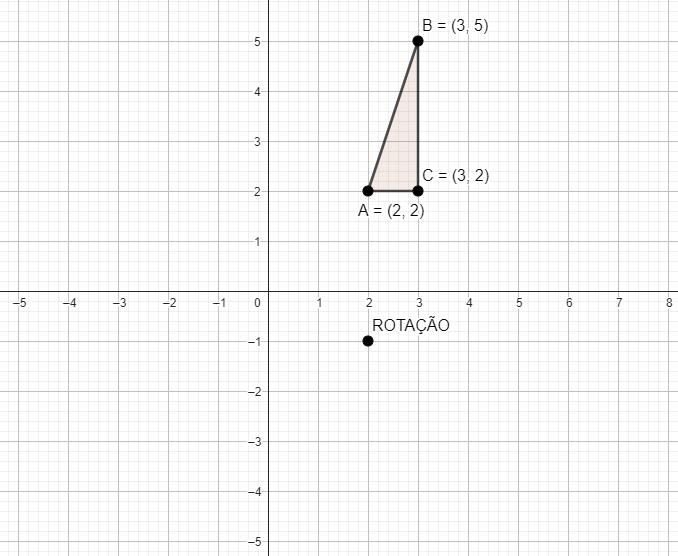 B = (3, 5)
5
4
3
C = (3, 2)
2
A = (2, 2)
1
–5 –4 –3 –2 –1 0 1 2 3 4 5 6 7 8
ROTAÇÃO
–1
–2
–3
–4
–5